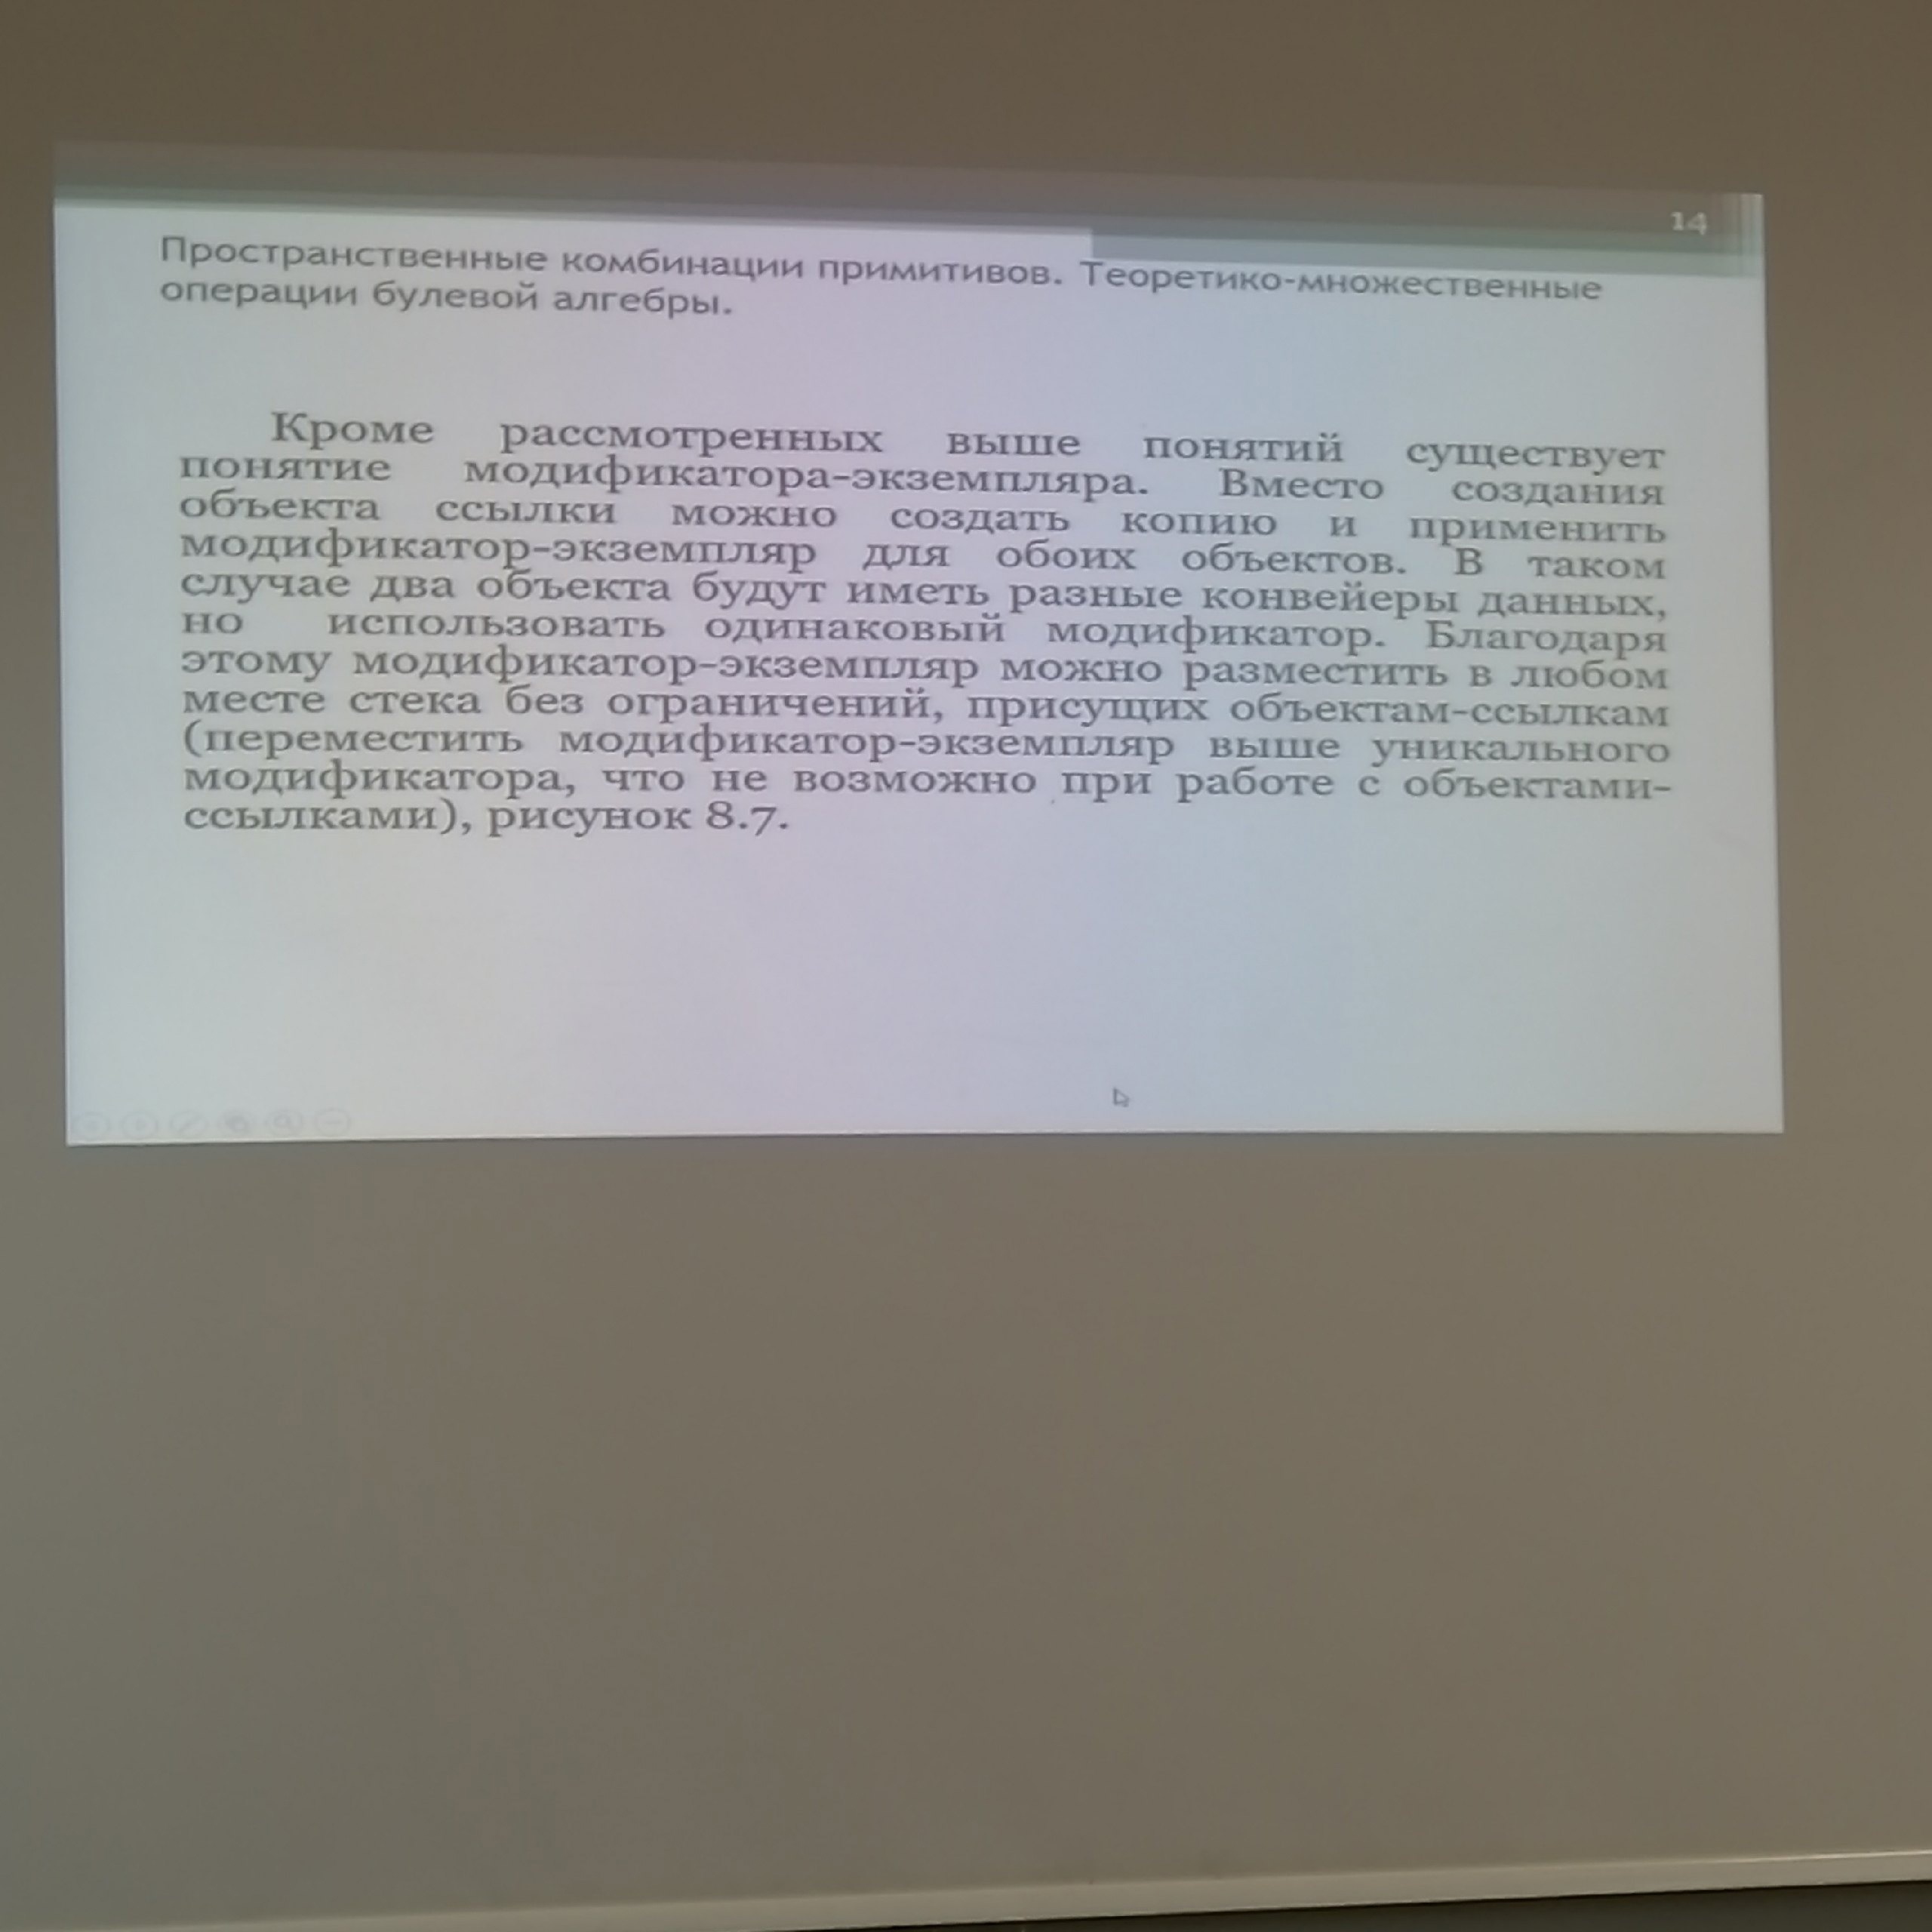 14
Пространственные комбинации примитивов. Теоретико-множественные
операции булевой алгебры.
Кроме рассмотренных выше понятий существует
понятие модификатора-экземпляра. Вместо создания
объекта ссылки можно создать копию и применить
модификатор-экземпляр для обоих объектов. В таком
случае два объекта будут иметь разные конвейеры данных,
но использовать одинаковый модификатор. Благодаря
этому модификатор-экземпляр можно разместить в любом
месте стека без ограничений, присущих объектам-ссылкам
(переместить модификатор-экземпляр выше уникального
модификатора, что не возможно при работе с объектами-
ссылками), рисунок 8.7.